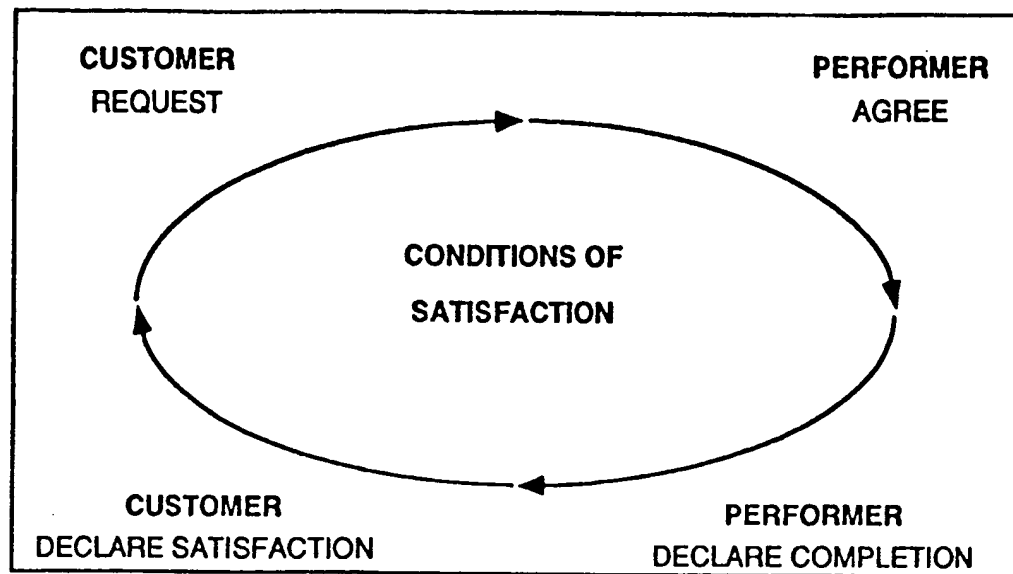 CUSTOMER
REQUEST
PERFORMER
AGREE
CONDITIONS OF
SATISFACTION
CUSTOMER
DECLARE SATISFACTION
PERFORMER
DECLARE COMPLETION